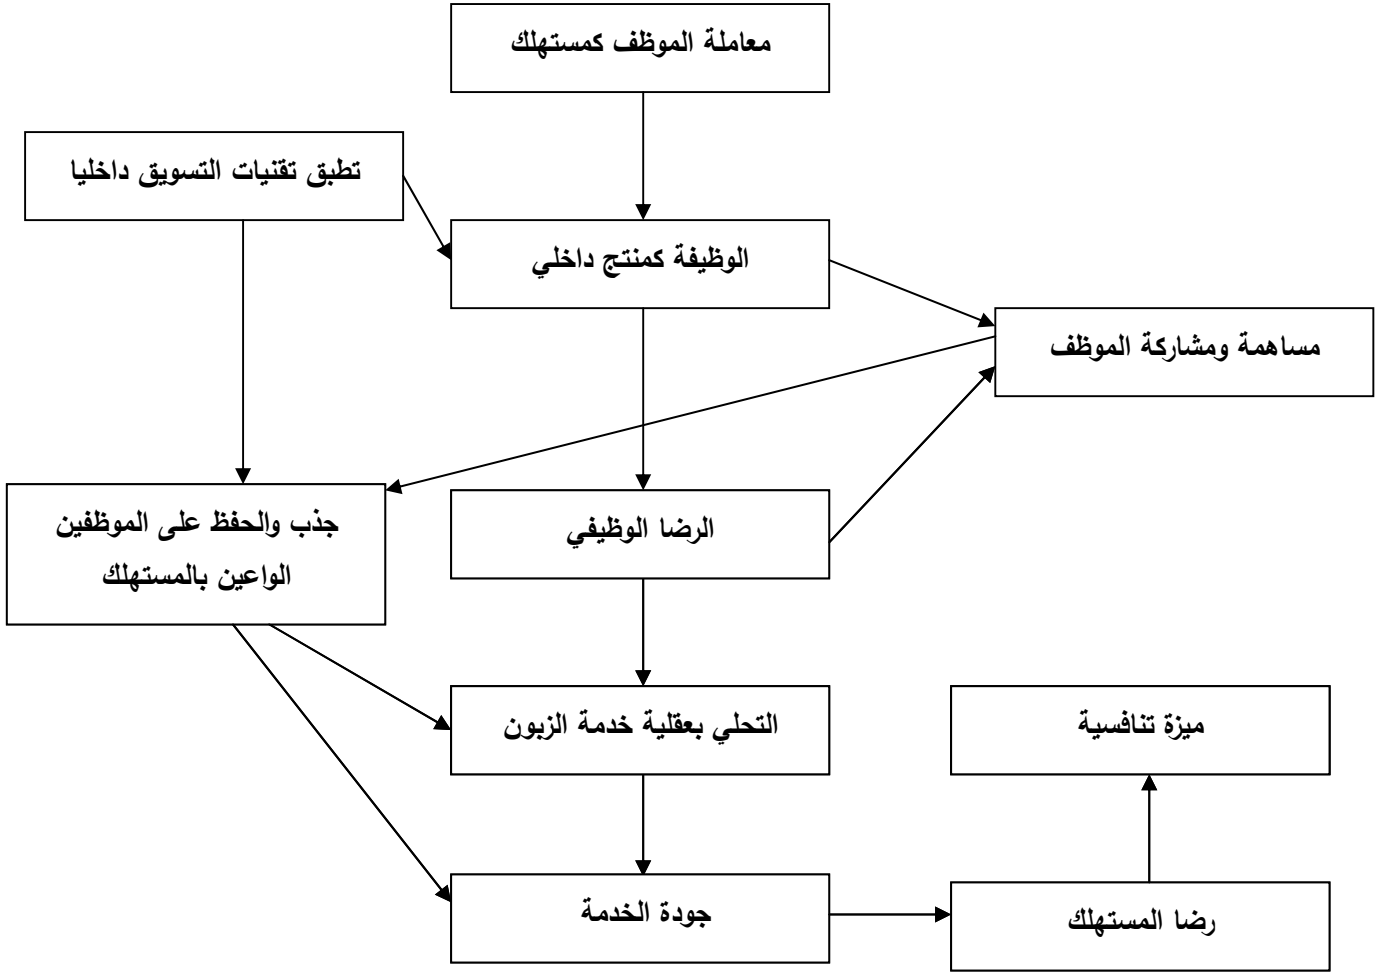 معاملة الموظف كمستهلك
تطبق تقنيات التسويق داخليا
الوظيفة كمنتج داخلي
مساهمة ومشاركة الموظف
جذب والحفظ على الموظفين
الواعين بالمستهلك
الرضا الوظيفي
التحلي بعقلية خدمة الزبون
ميزة تنافسية
جودة الخدمة
رضا المستهلك